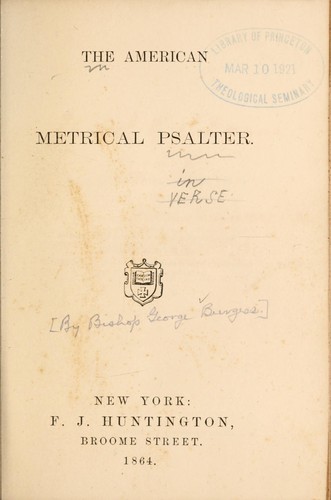 THE AMERICAN
LIBRARY OF PRINCETON
MAR 10 1921
THEOLOGICAL SEMINARY
METRICAL PSALTER.
in
VERSE
[By Bishop George Burgess.]
NEW YORK:
F. J. HUNTINGTON,
BROOME STREET.
1864.